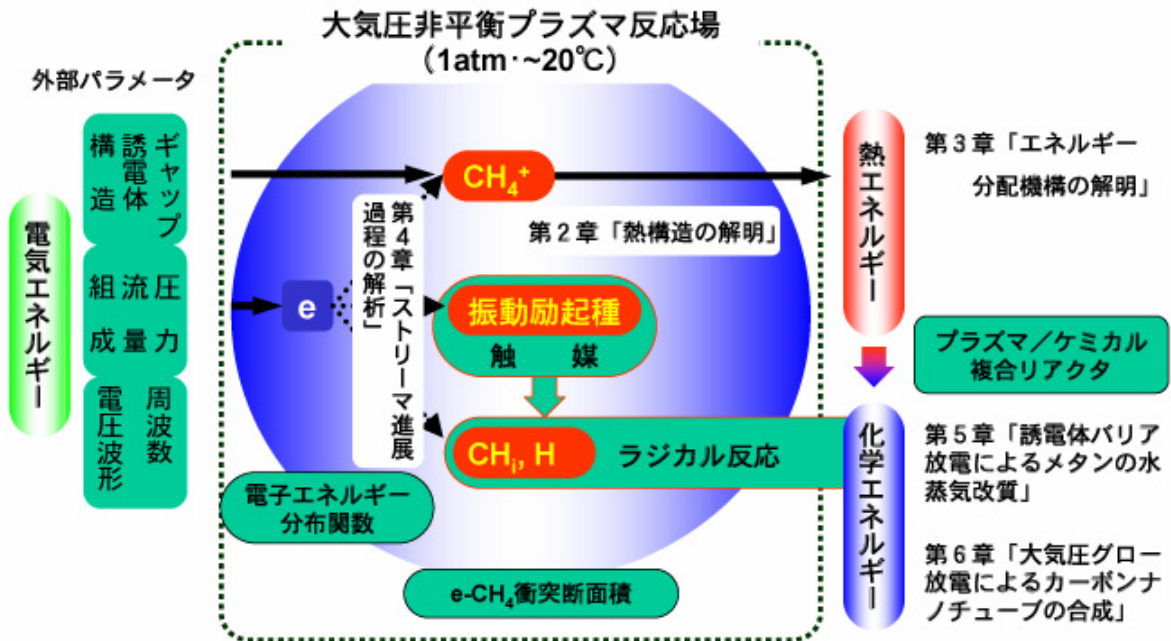 大気圧非平衡プラズマ反応場
（1atm･~20℃）
外部パラメータ
電気エネルギー
ギャップ
誘電体
構造
圧力
流量
組成
周波数
電圧波形
e
第4章「ストリーマ進展
過程の解析」
CH₄⁺
第２章「熱構造の解明」
振動励起種
触 媒
CHᵢ, H
ラジカル反応
電子エネルギー
分布関数
e-CH₄衝突断面積
熱エネルギー
化学エネルギー
第３章「エネルギー
分配機構の解明」
プラズマ／ケミカル
複合リアクタ
第５章「誘電体バリア
放電によるメタンの水
蒸気改質」
第６章「大気圧グロー
放電によるカーボンナ
ノチューブの合成」